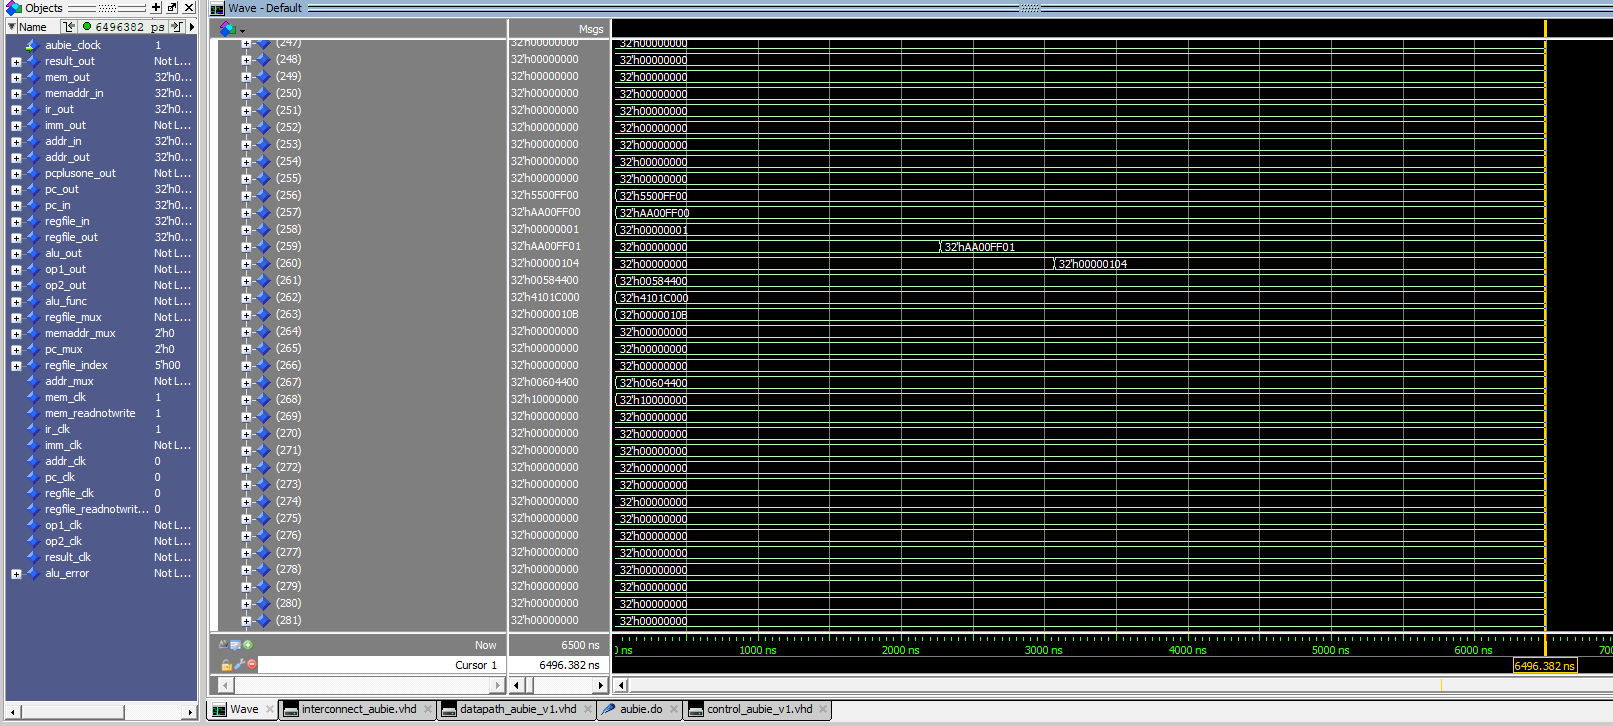 Objects
Wave - Default
Name
6496382 ps
Msgs
aubie_clock 1
result_out Not L...
mem_out 32'h0...
memaddr_in 32'h0...
ir_out 32'h0...
imm_out Not L...
addr_in 32'h0...
addr_out 32'h0...
pcplusone_out Not L...
pc_out 32'h0...
pc_in 32'h0...
regfile_in 32'h0...
regfile_out 32'h0...
alu_out Not L...
op1_out Not L...
op2_out Not L...
alu_func Not L...
regfile_mux Not L...
memaddr_mux 2'h0
pc_mux 2'h0
regfile_index 5'h00
addr_mux Not L...
mem_clk 1
mem_readnotwrite 1
ir_clk 1
imm_clk Not L...
addr_clk 0
pc_clk 0
regfile_clk 0
regfile_readnotwrit... 0
op1_clk Not L...
op2_clk Not L...
result_clk Not L...
alu_error Not L...
(247) 32'h00000000 32'h00000000
(248) 32'h00000000 32'h00000000
(249) 32'h00000000 32'h00000000
(250) 32'h00000000 32'h00000000
(251) 32'h00000000 32'h00000000
(252) 32'h00000000 32'h00000000
(253) 32'h00000000 32'h00000000
(254) 32'h00000000 32'h00000000
(255) 32'h00000000 32'h00000000
(256) 32'h5500FF00 32'h5500FF00
(257) 32'hAA00FF00 32'hAA00FF00
(258) 32'h00000001 32'h00000001
(259) 32'hAA00FF01 32'h00000000 32'hAA00FF01
(260) 32'h00000104 32'h00000000 32'h00000104
(261) 32'h00584400 32'h00584400
(262) 32'h4101C000 32'h4101C000
(263) 32'h0000010B 32'h0000010B
(264) 32'h00000000 32'h00000000
(265) 32'h00000000 32'h00000000
(266) 32'h00000000 32'h00000000
(267) 32'h00604400 32'h00604400
(268) 32'h10000000 32'h10000000
(269) 32'h00000000 32'h00000000
(270) 32'h00000000 32'h00000000
(271) 32'h00000000 32'h00000000
(272) 32'h00000000 32'h00000000
(273) 32'h00000000 32'h00000000
(274) 32'h00000000 32'h00000000
(275) 32'h00000000 32'h00000000
(276) 32'h00000000 32'h00000000
(277) 32'h00000000 32'h00000000
(278) 32'h00000000 32'h00000000
(279) 32'h00000000 32'h00000000
(280) 32'h00000000 32'h00000000
(281) 32'h00000000 32'h00000000
Now 6500 ns
ns 1000 ns 2000 ns 3000 ns 4000 ns 5000 ns 6000 ns 700
Cursor 1 6496.382 ns 6496.382 ns
Wave interconnect_aubie.vhd datapath_aubie_v1.vhd aubie.do control_aubie_v1.vhd